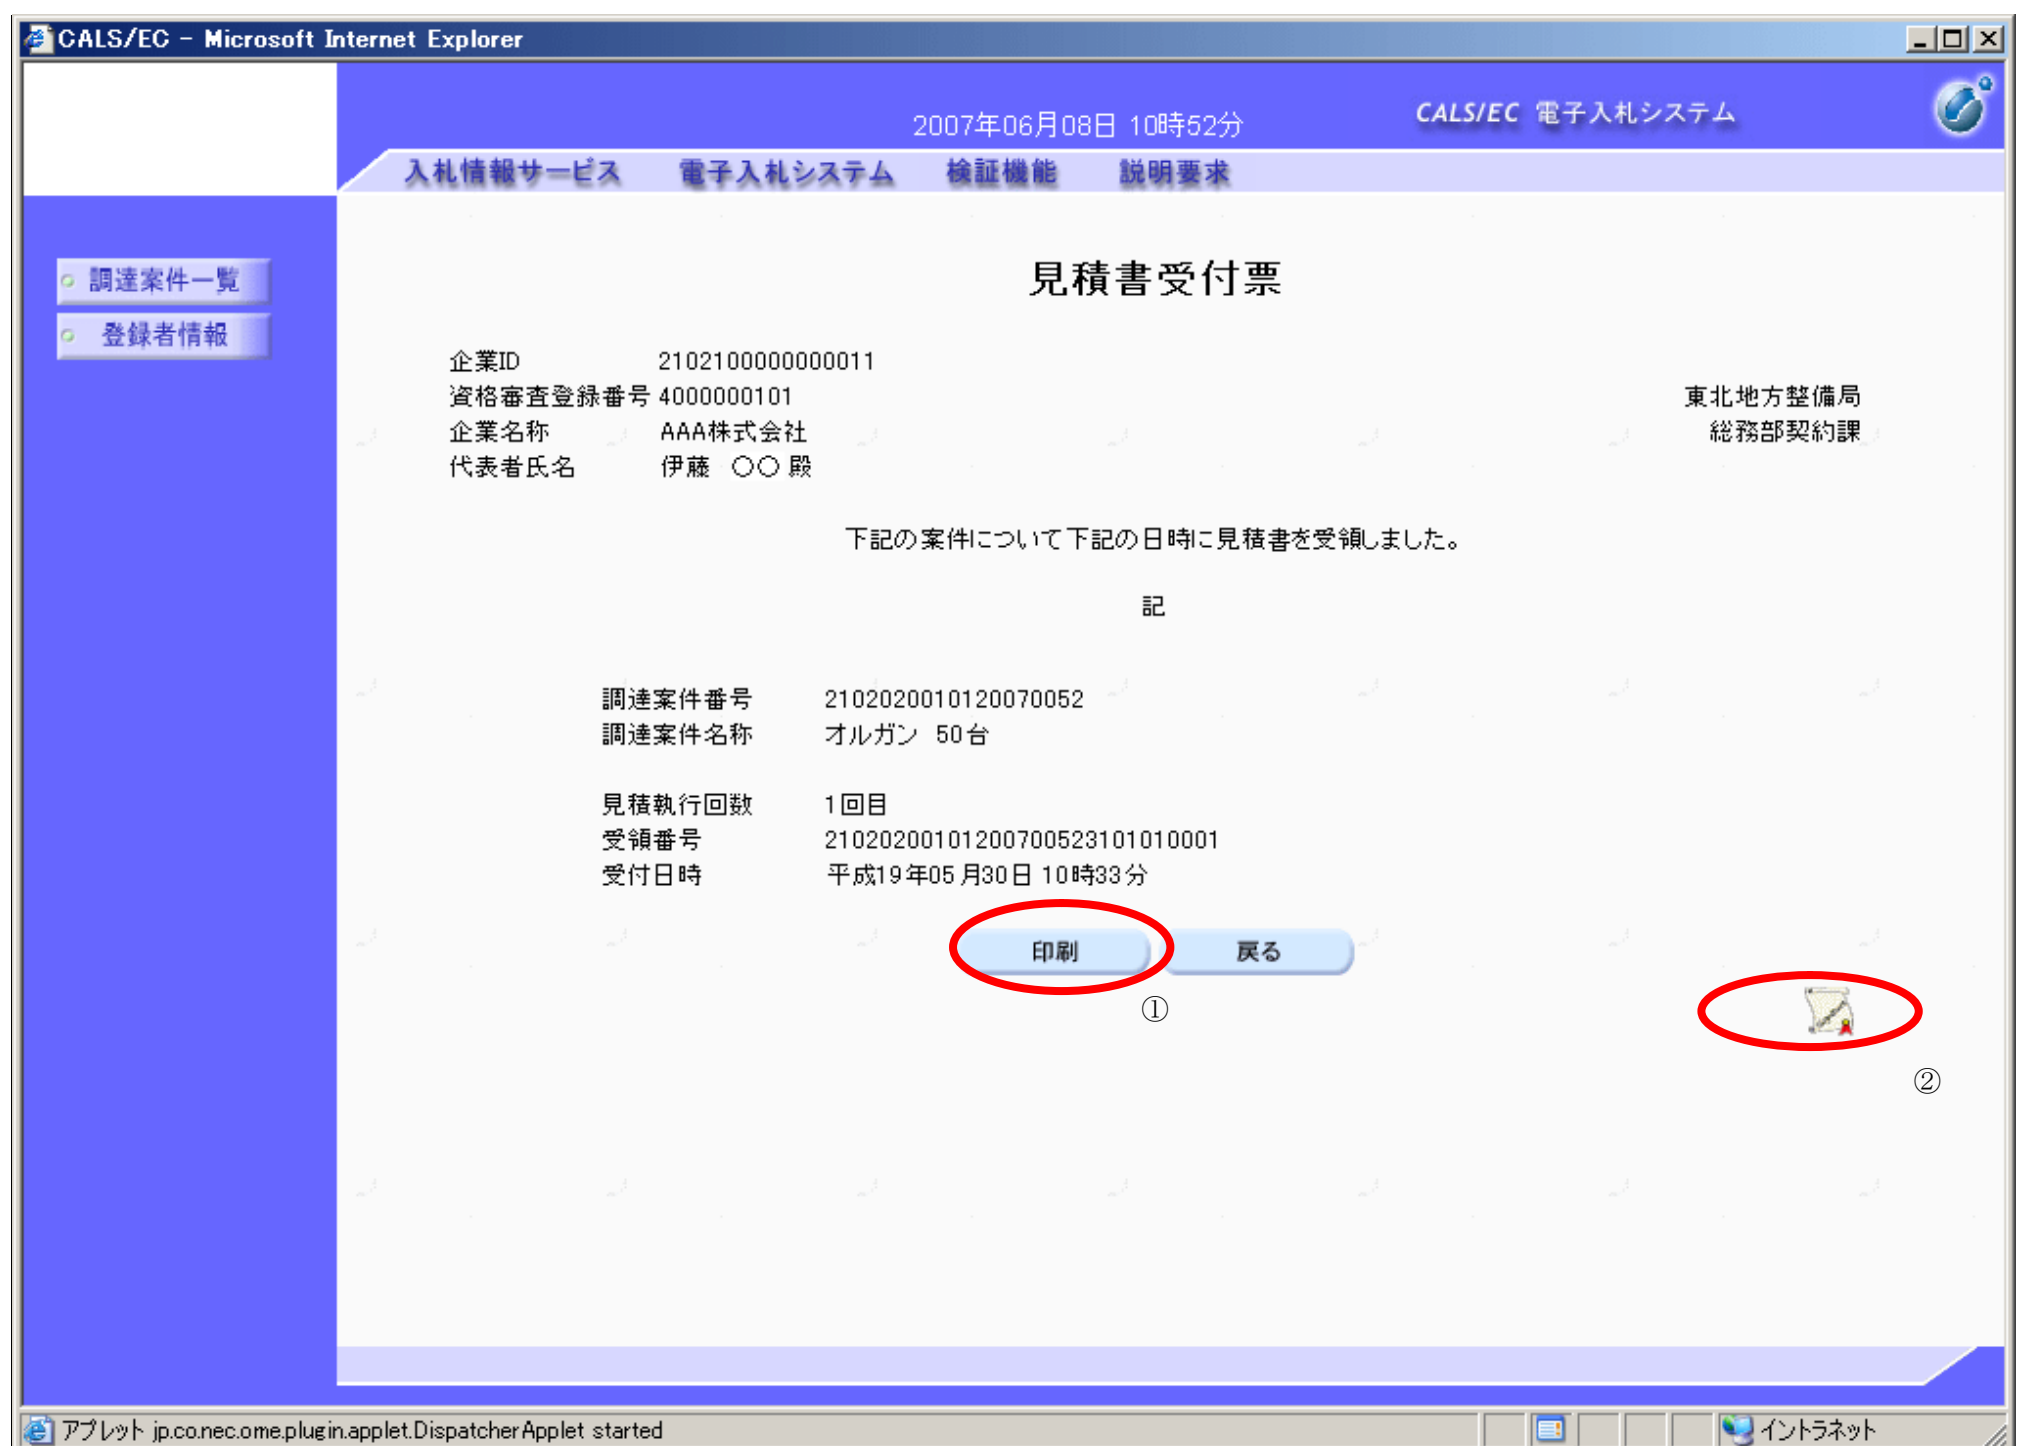 CALS/EC - Microsoft Internet Explorer
2007年06月08日 10時52分
CALS/EC 電子入札システム
入札情報サービス 電子入札システム 検証機能 説明要求
調達案件一覧
登録者情報
見積書受付票
企業ID 2102100000000011
資格審査登録番号 4000000101
東北地方整備局
企業名称 AAA株式会社
総務部契約課
代表者氏名 伊藤 〇〇 殿
下記の案件について下記の日時に見積書を受領しました。
記
調達案件番号 2102020010120070052
調達案件名称 オルガン 50台
見積執行回数 1回目
受領番号 21020200101200700523101010001
受付日時 平成19年05月30日 10時33分
印刷 戻る
①
②
アプレット jp.co.nec.ome.plugin.applet.DispatcherApplet started
イントラネット